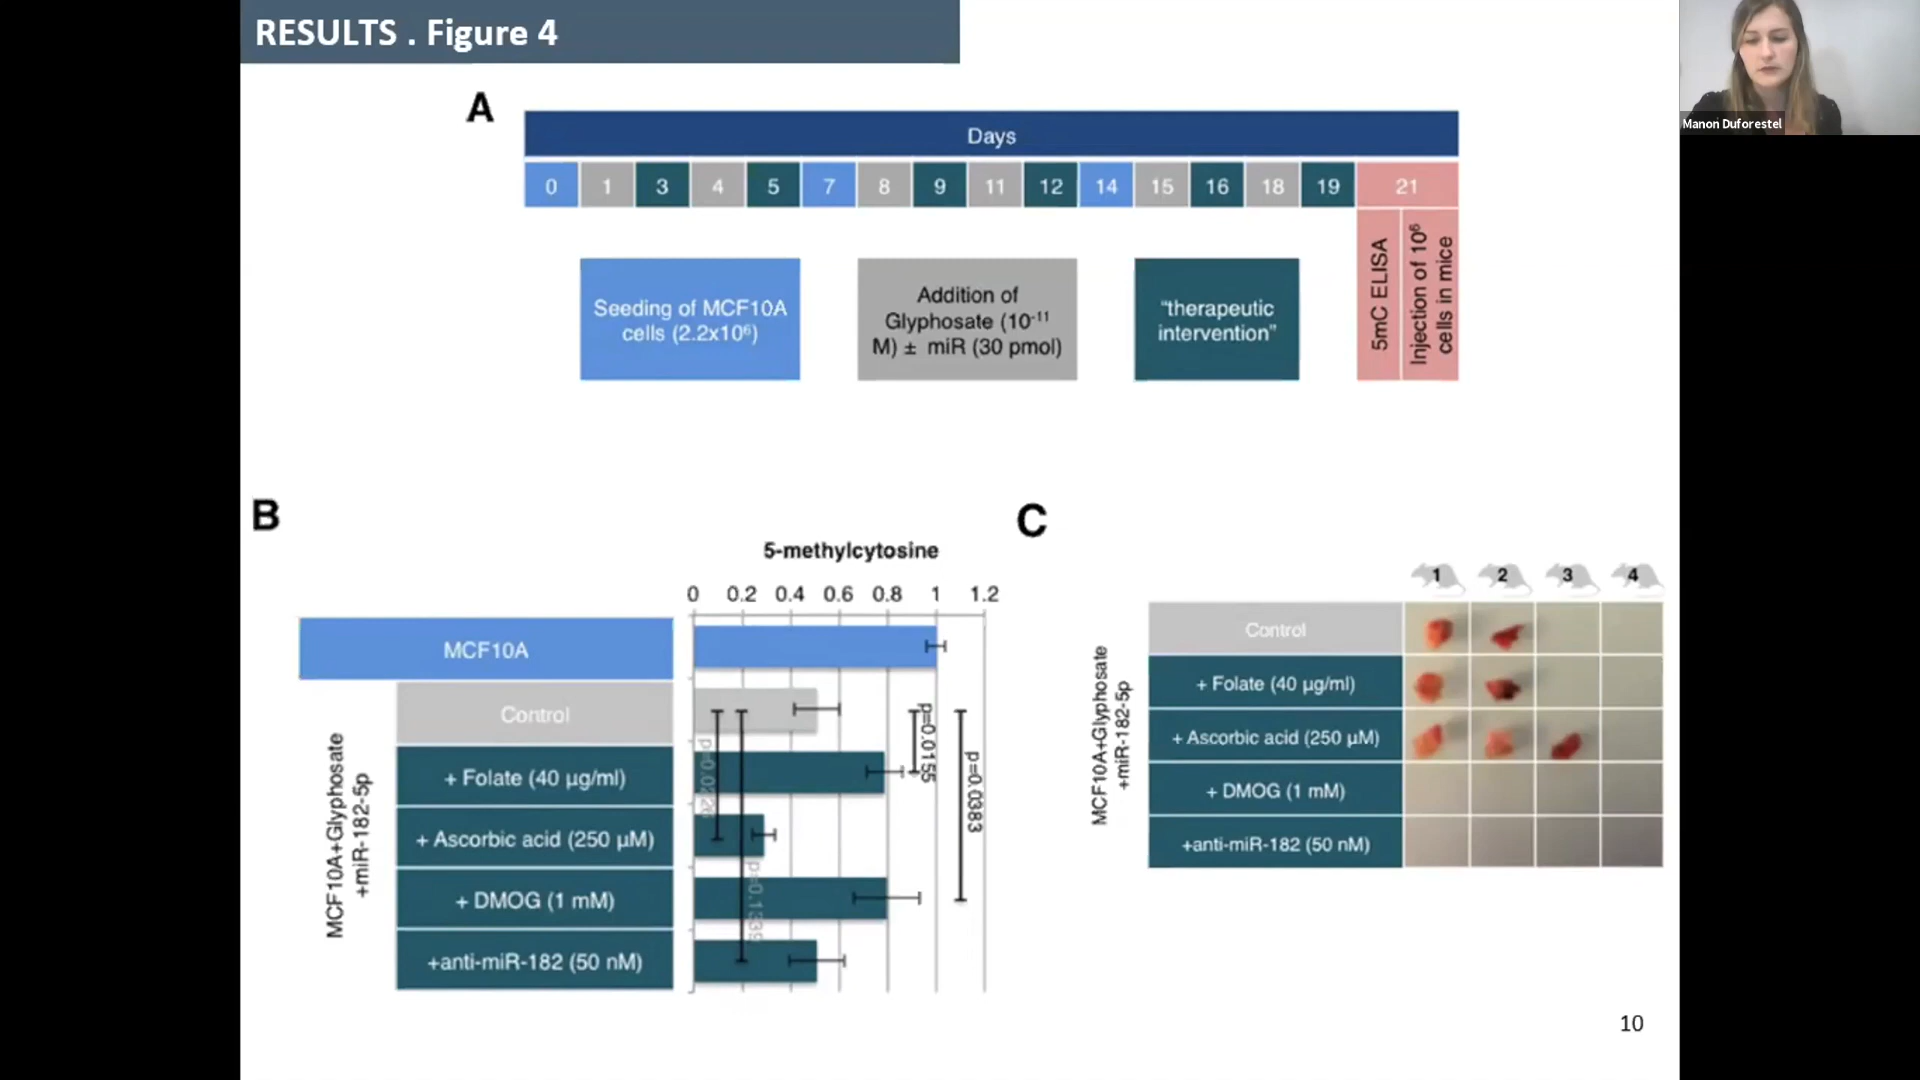 RESULTS . Figure 4
Manon Duforestel
A
Days
0 1 3 4 5 7 8 9 11 12 14 15 16 18 19 21
Seeding of MCF10A
cells (2.2x10⁶)
Addition of
Glyphosate (10⁻¹¹
M) ± miR (30 pmol)
"therapeutic
intervention"
5mC ELISA
Injection of 10⁶
cells in mice
B
5-methylcytosine
0 0.2 0.4 0.6 0.8 1 1.2
MCF10A
MCF10A+Glyphosate
+miR-182-5p
Control
+ Folate (40 µg/ml)
+ Ascorbic acid (250 µM)
+ DMOG (1 mM)
+anti-miR-182 (50 nM)
p=0.0155
p=0.0383
p=0.1339
C
1 2 3 4
MCF10A+Glyphosate
+miR-182-5p
Control
+ Folate (40 µg/ml)
+ Ascorbic acid (250 µM)
+ DMOG (1 mM)
+anti-miR-182 (50 nM)
10